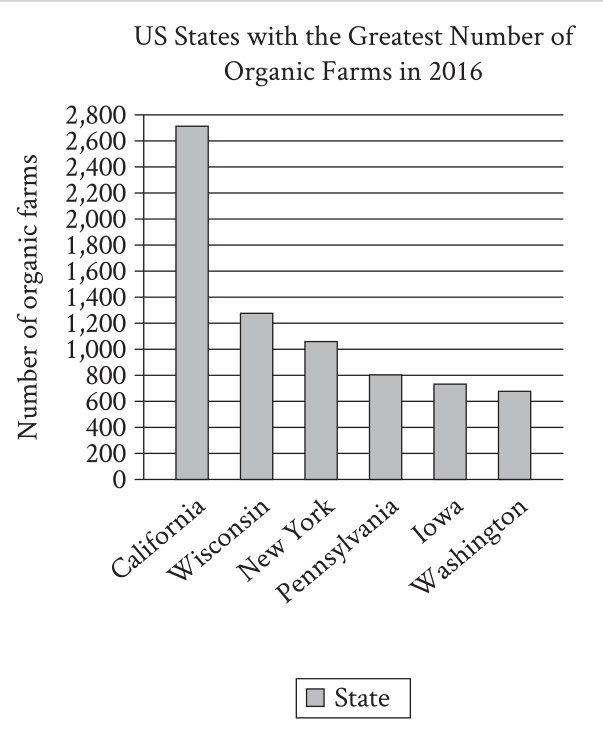 US States with the Greatest Number of
Organic Farms in 2016
Number of organic farms
2,800
2,600
2,400
2,200
2,000
1,800
1,600
1,400
1,200
1,000
800
600
400
200
0
California
Wisconsin
New York
Pennsylvania
Iowa
Washington
State